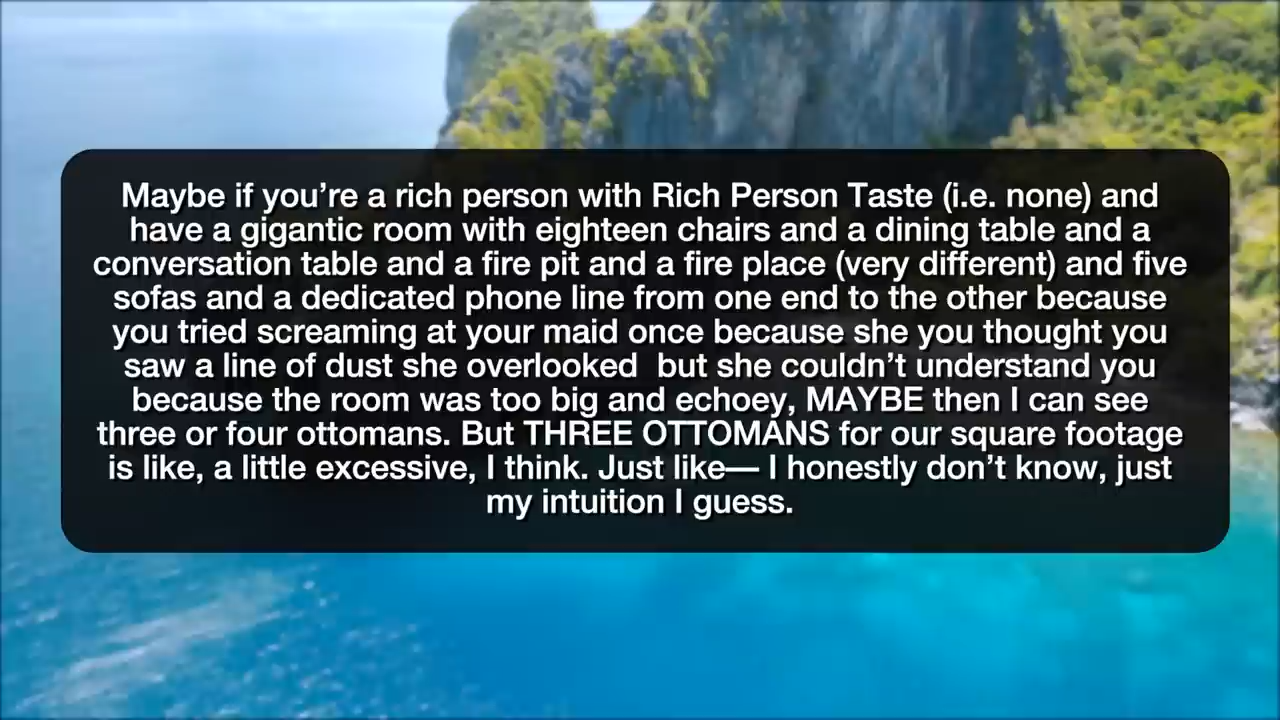 Maybe if you’re a rich person with Rich Person Taste (i.e. none) and
have a gigantic room with eighteen chairs and a dining table and a
conversation table and a fire pit and a fire place (very different) and five
sofas and a dedicated phone line from one end to the other because
you tried screaming at your maid once because she you thought you
saw a line of dust she overlooked  but she couldn’t understand you
because the room was too big and echoey, MAYBE then I can see
three or four ottomans. But THREE OTTOMANS for our square footage
is like, a little excessive, I think. Just like— I honestly don’t know, just
my intuition I guess.